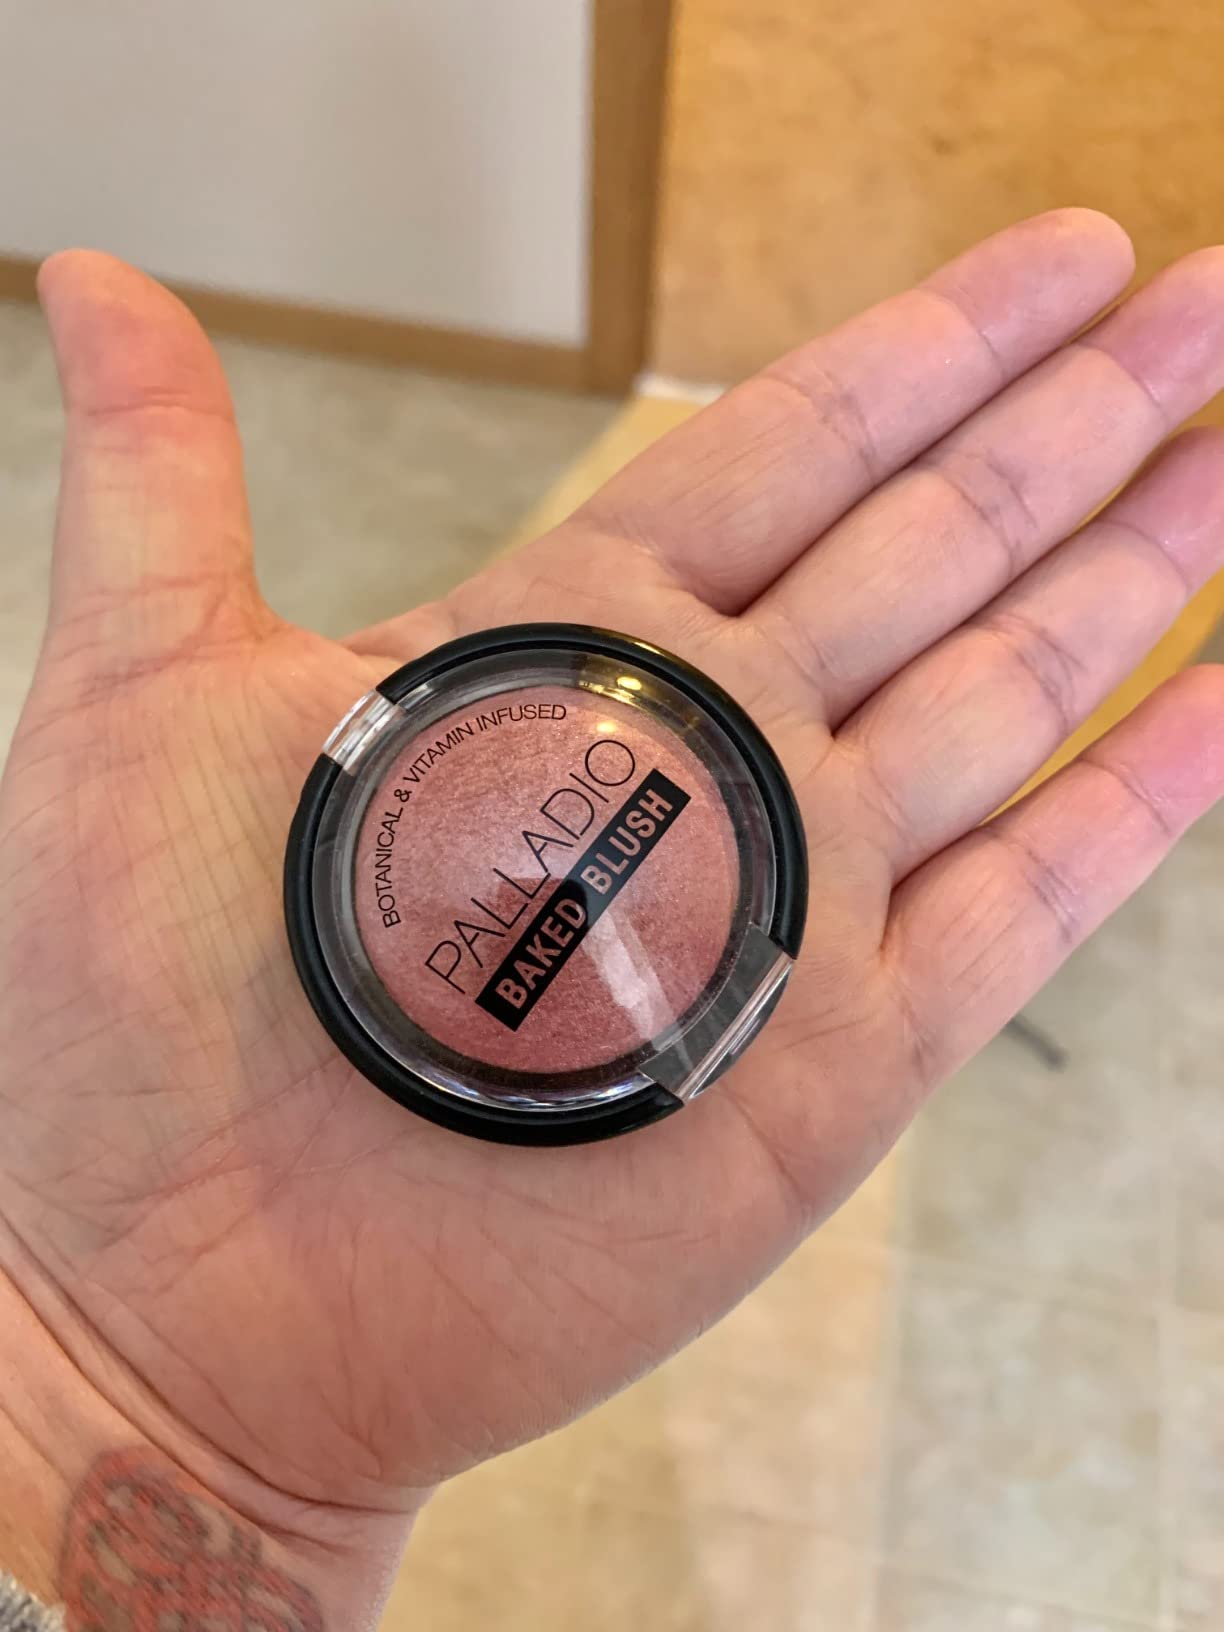 BOTANICAL & VITAMIN INFUSED
PALLADIO
BAKED BLUSH